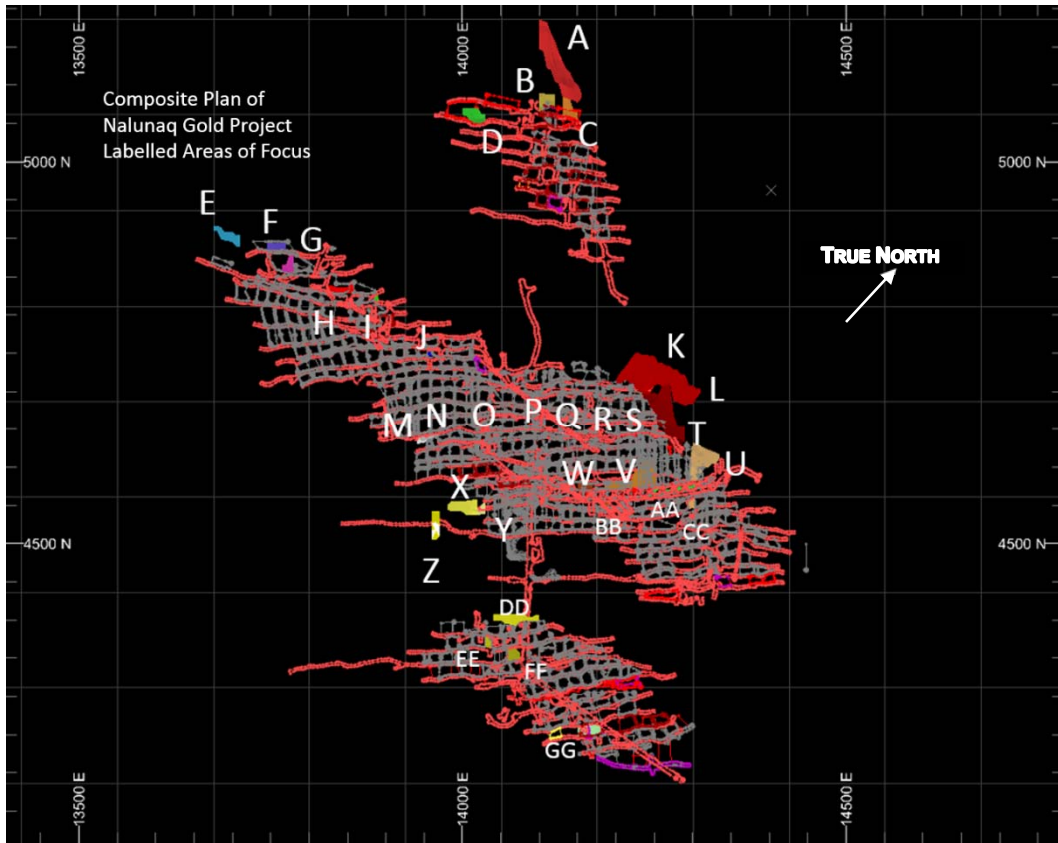 13500 E
14000 E
14500 E
A
B
Composite Plan of
Nalunaq Gold Project
Labelled Areas of Focus
C
D
5000 N
5000 N
E
F
G
TRUE NORTH
H
I
J
K
L
M
N
O
P
Q
R
S
T
U
V
W
X
Y
AA
BB
CC
4500 N
4500 N
Z
DD
EE
FF
GG
13500 E
14000 E
14500 E